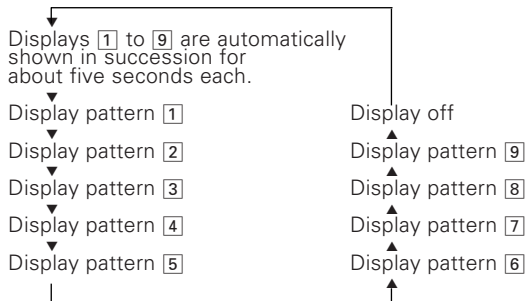 Displays 1 to 9 are automatically
shown in succession for
about five seconds each.
Display pattern 1
Display pattern 2
Display pattern 3
Display pattern 4
Display pattern 5
Display off
Display pattern 9
Display pattern 8
Display pattern 7
Display pattern 6